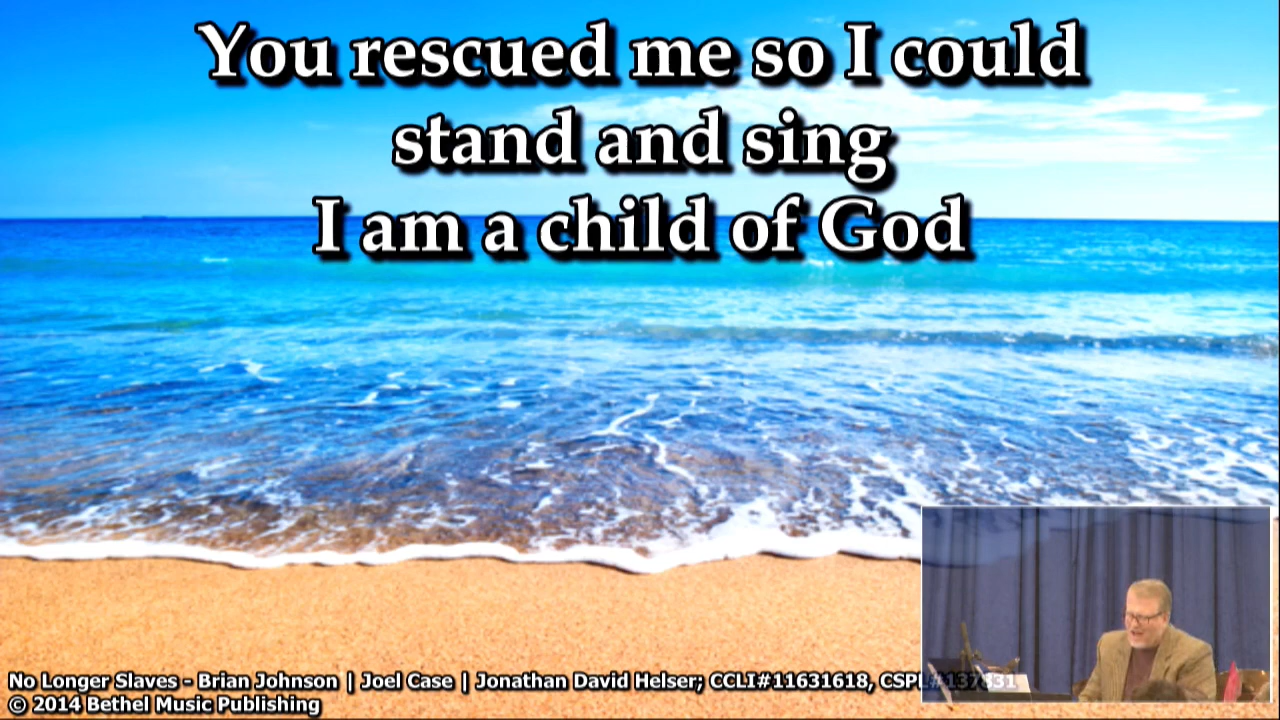 You rescued me so I could
stand and sing
I am a child of God
No Longer Slaves - Brian Johnson | Joel Case | Jonathan David Helser; CCLI#11631618, CSPL#137631
© 2014 Bethel Music Publishing